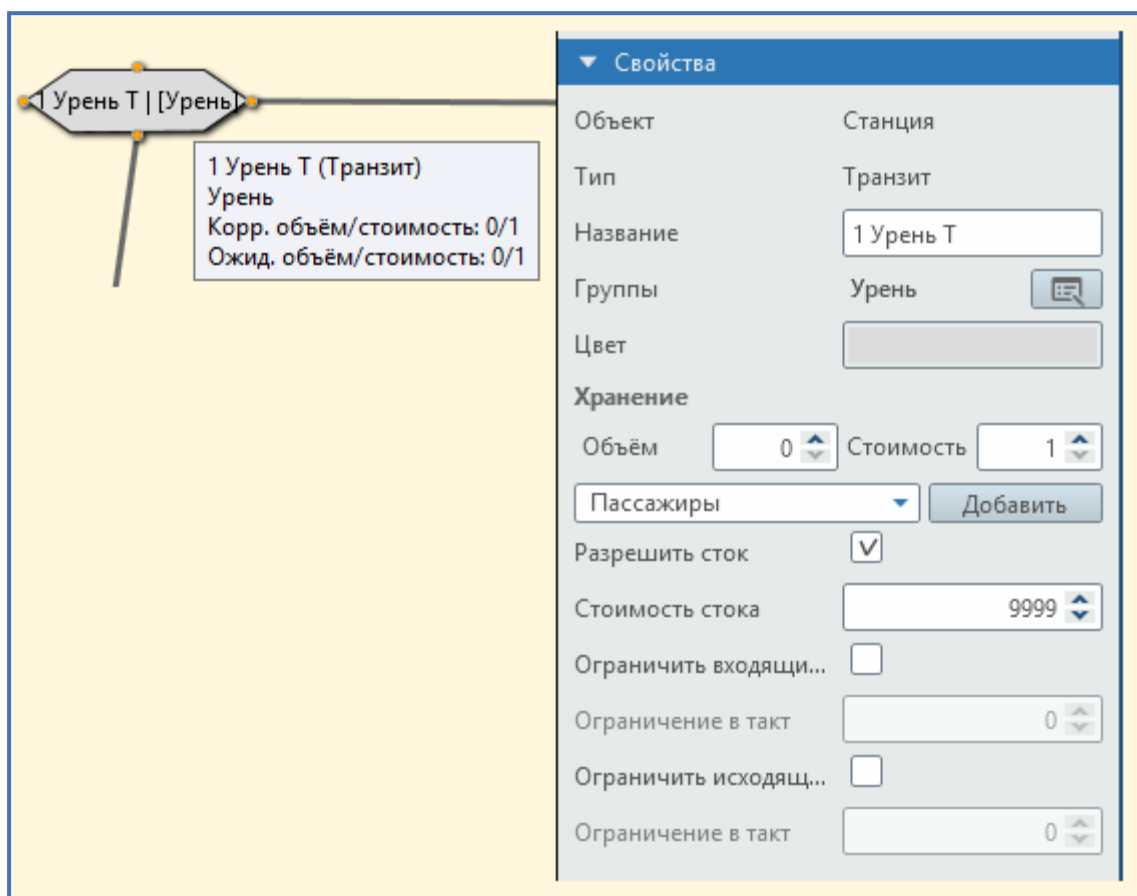 1 Урень Т | [Урень]
1 Урень Т (Транзит)
Урень
Корр. объём/стоимость: 0/1
Ожид. объём/стоимость: 0/1
Свойства
Объект Станция
Тип Транзит
Название 1 Урень Т
Группы Урень
Цвет
Хранение
Объём 0 Стоимость 1
Пассажиры Добавить
Разрешить сток
Стоимость стока 9999
Ограничить входящи...
Ограничение в такт 0
Ограничить исходящ...
Ограничение в такт 0